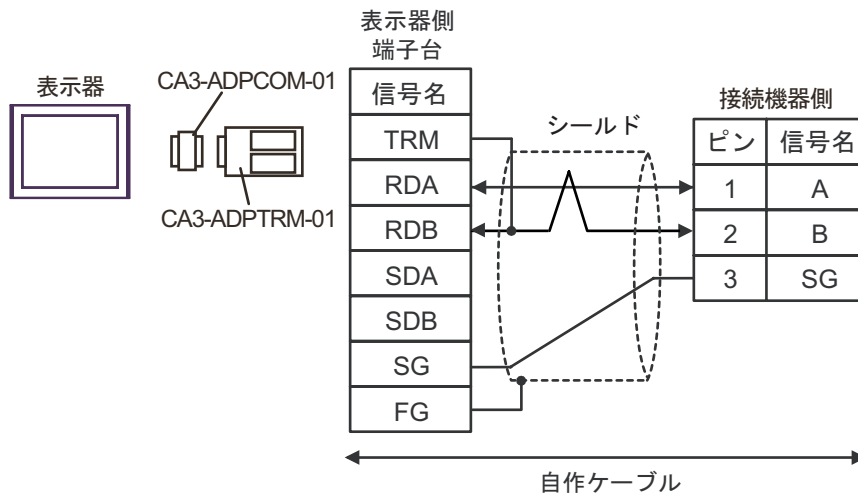 表示器側
端子台
表示器
CA3-ADPCOM-01
CA3-ADPTRM-01
信号名
TRM
RDA
RDB
SDA
SDB
SG
FG
シールド
接続機器側
ピン 信号名
1 A
2 B
3 SG
自作ケーブル